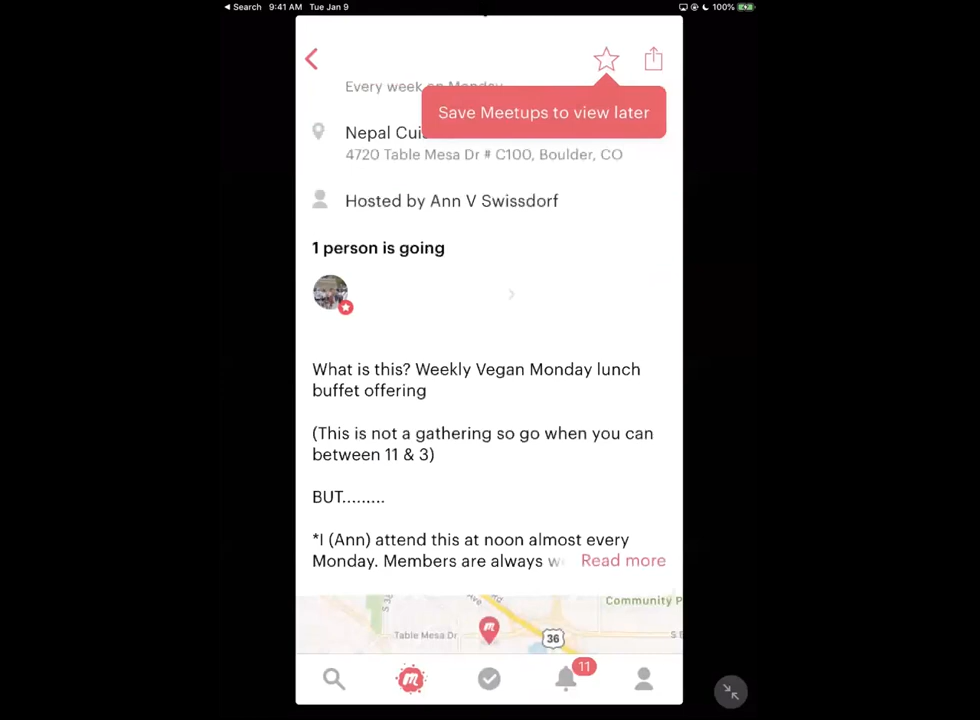 Search 9:41 AM Tue Jan 9 100%
Every week on Monday
Save Meetups to view later
Nepal Cui
4720 Table Mesa Dr # C100, Boulder, CO
Hosted by Ann V Swissdorf
1 person is going
What is this? Weekly Vegan Monday lunch
buffet offering
(This is not a gathering so go when you can
between 11 & 3)
BUT.........
*I (Ann) attend this at noon almost every
Monday. Members are always w Read more
Community P
Table Mesa Dr
36
11